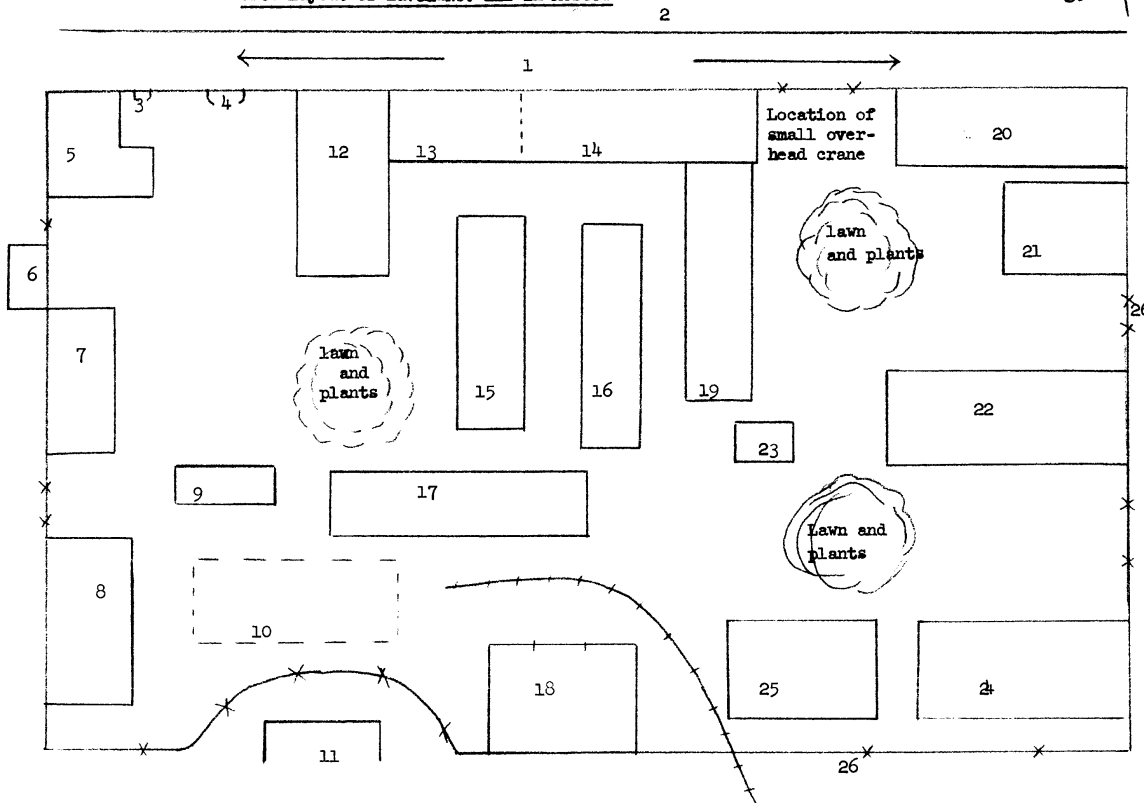 2
1
3
4
5
12
13
14
Location of
small over-
head crane
20
lawn
and plants
21
6
26
7
lawn
and
plants
15
16
19
22
23
9
17
Lawn and
plants
8
10
18
25
24
11
26